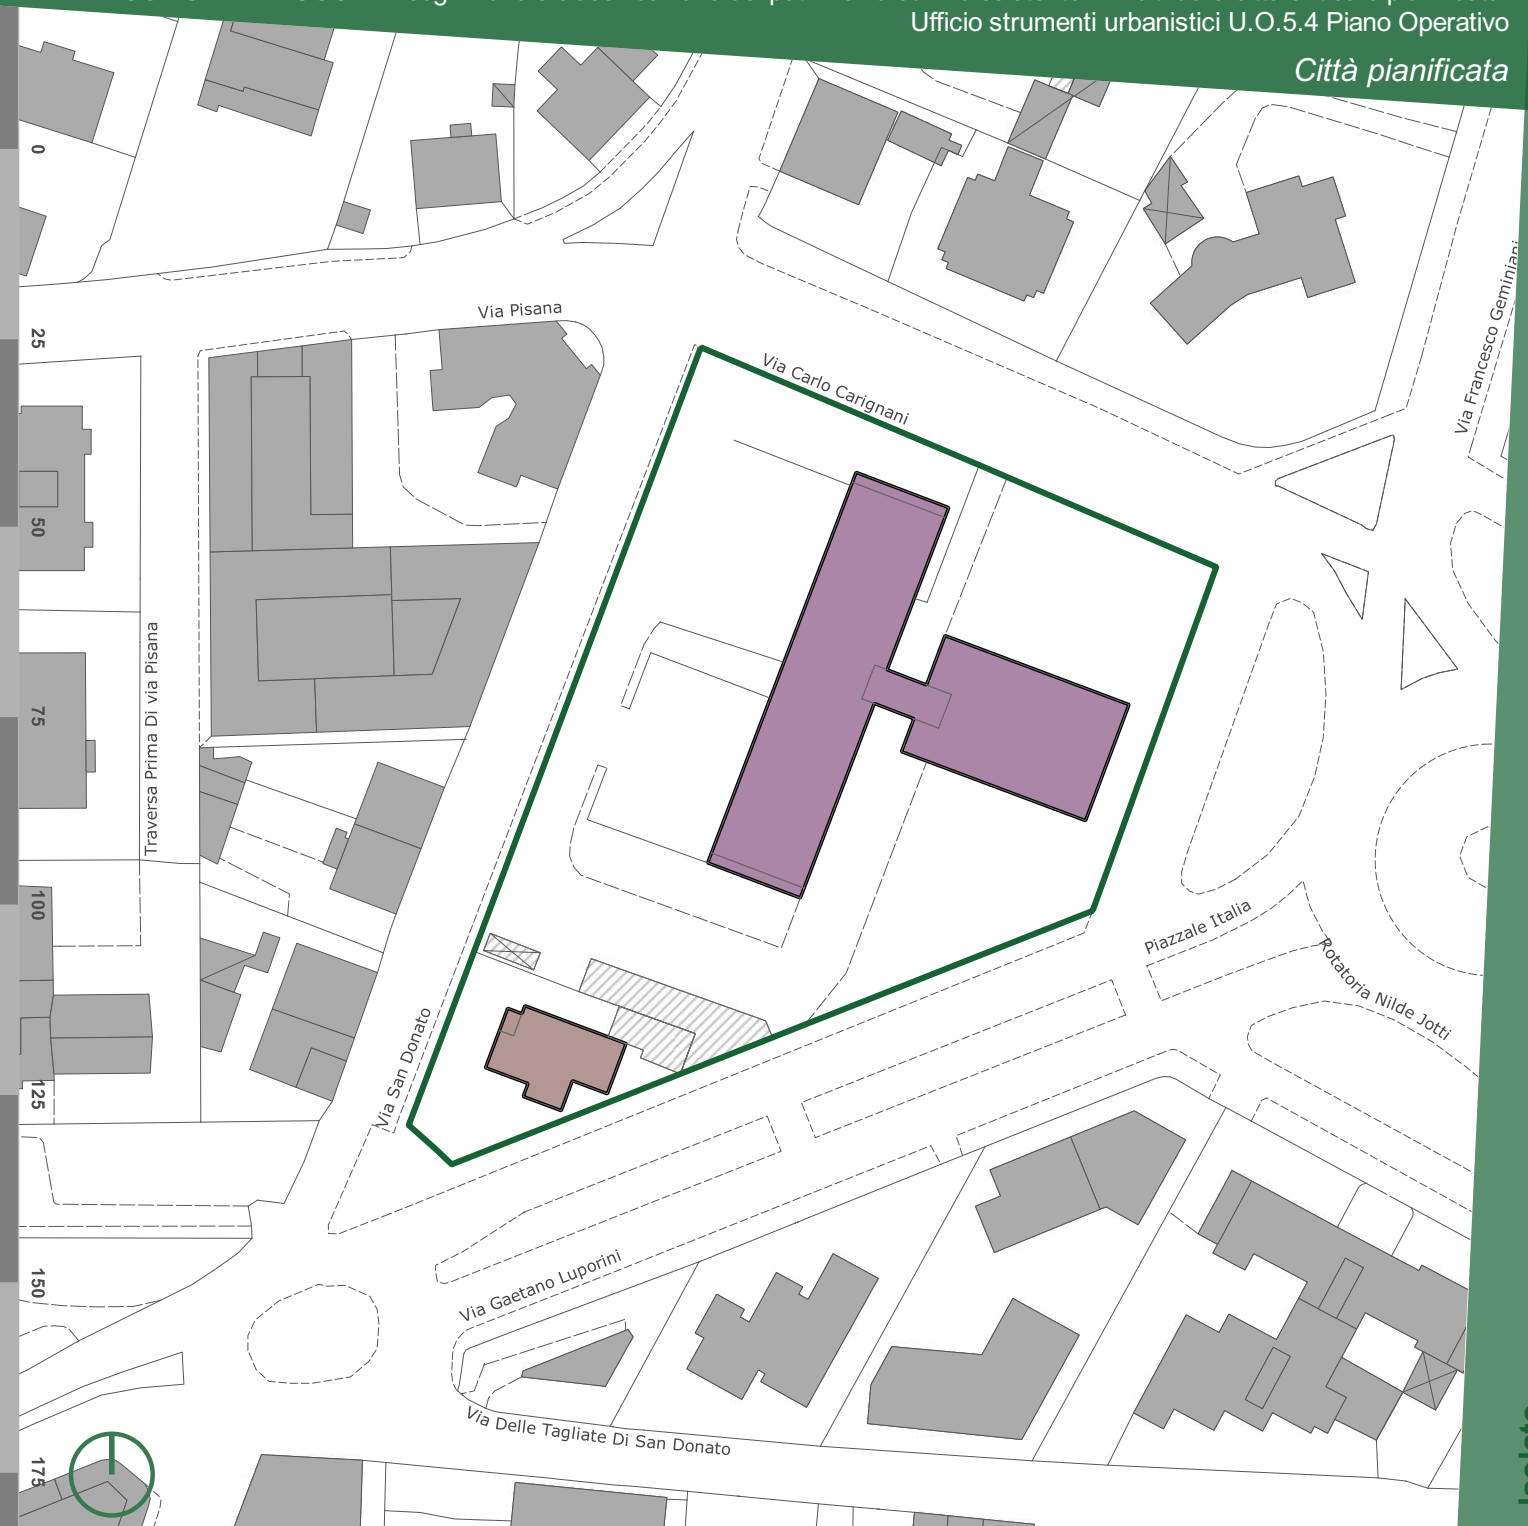 Ufficio strumenti urbanistici U.O.5.4 Piano Operativo
Città pianificata
0
25
50
75
100
125
150
175
Via Pisana
Via Carlo Carignani
Via Francesco Geminiani
Traversa Prima Di via Pisana
Via San Donato
Piazzale Italia
Rotatoria Nilde Jotti
Via Gaetano Luporini
Via Delle Tagliate Di San Donato